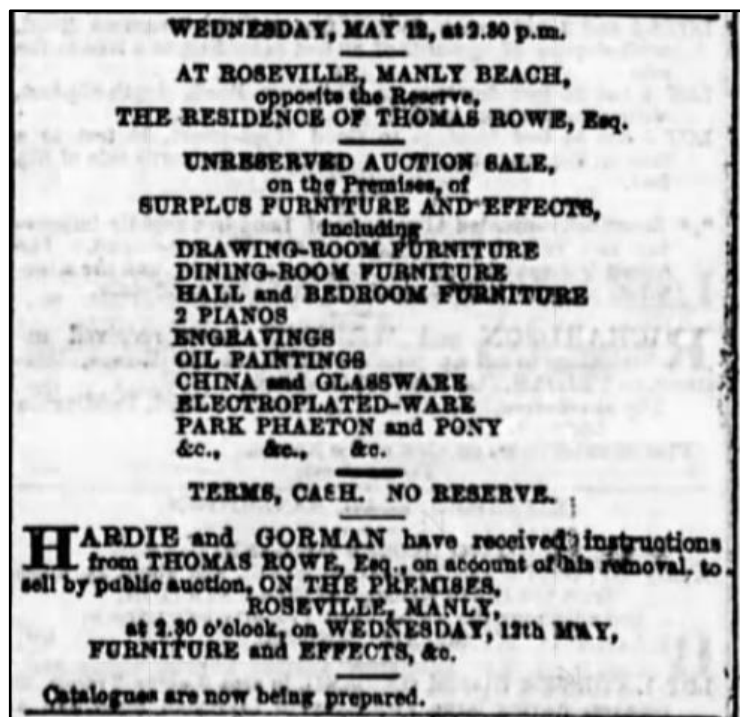 WEDNESDAY, MAY 12, at 2.30 p.m.
AT ROSEVILLE, MANLY BEACH,
opposite the Reserve,
THE RESIDENCE OF THOMAS ROWE, Esq.
UNRESERVED AUCTION SALE,
on the Premises, of
SURPLUS FURNITURE AND EFFECTS,
including
DRAWING-ROOM FURNITURE
DINING-ROOM FURNITURE
HALL and BEDROOM FURNITURE
2 PIANOS
ENGRAVINGS
OIL PAINTINGS
CHINA and GLASSWARE
ELECTROPLATED-WARE
PARK PHAETON and PONY
&c., &c., &c.
TERMS, CASH. NO RESERVE.
HARDIE and GORMAN have received instructions
from THOMAS ROWE, Esq., on account of his removal, to
sell by public auction, ON THE PREMISES,
ROSEVILLE, MANLY,
at 2.30 o'clock, on WEDNESDAY, 12th MAY,
FURNITURE and EFFECTS, &c.
Catalogues are now being prepared.